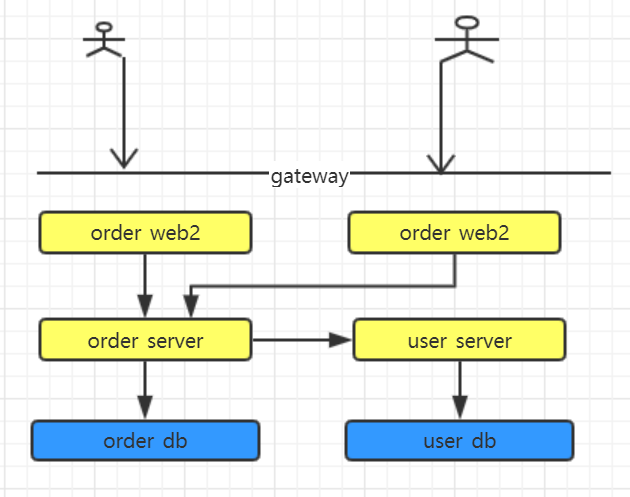 gateway
order web2
order web2
order server
user server
order db
user db